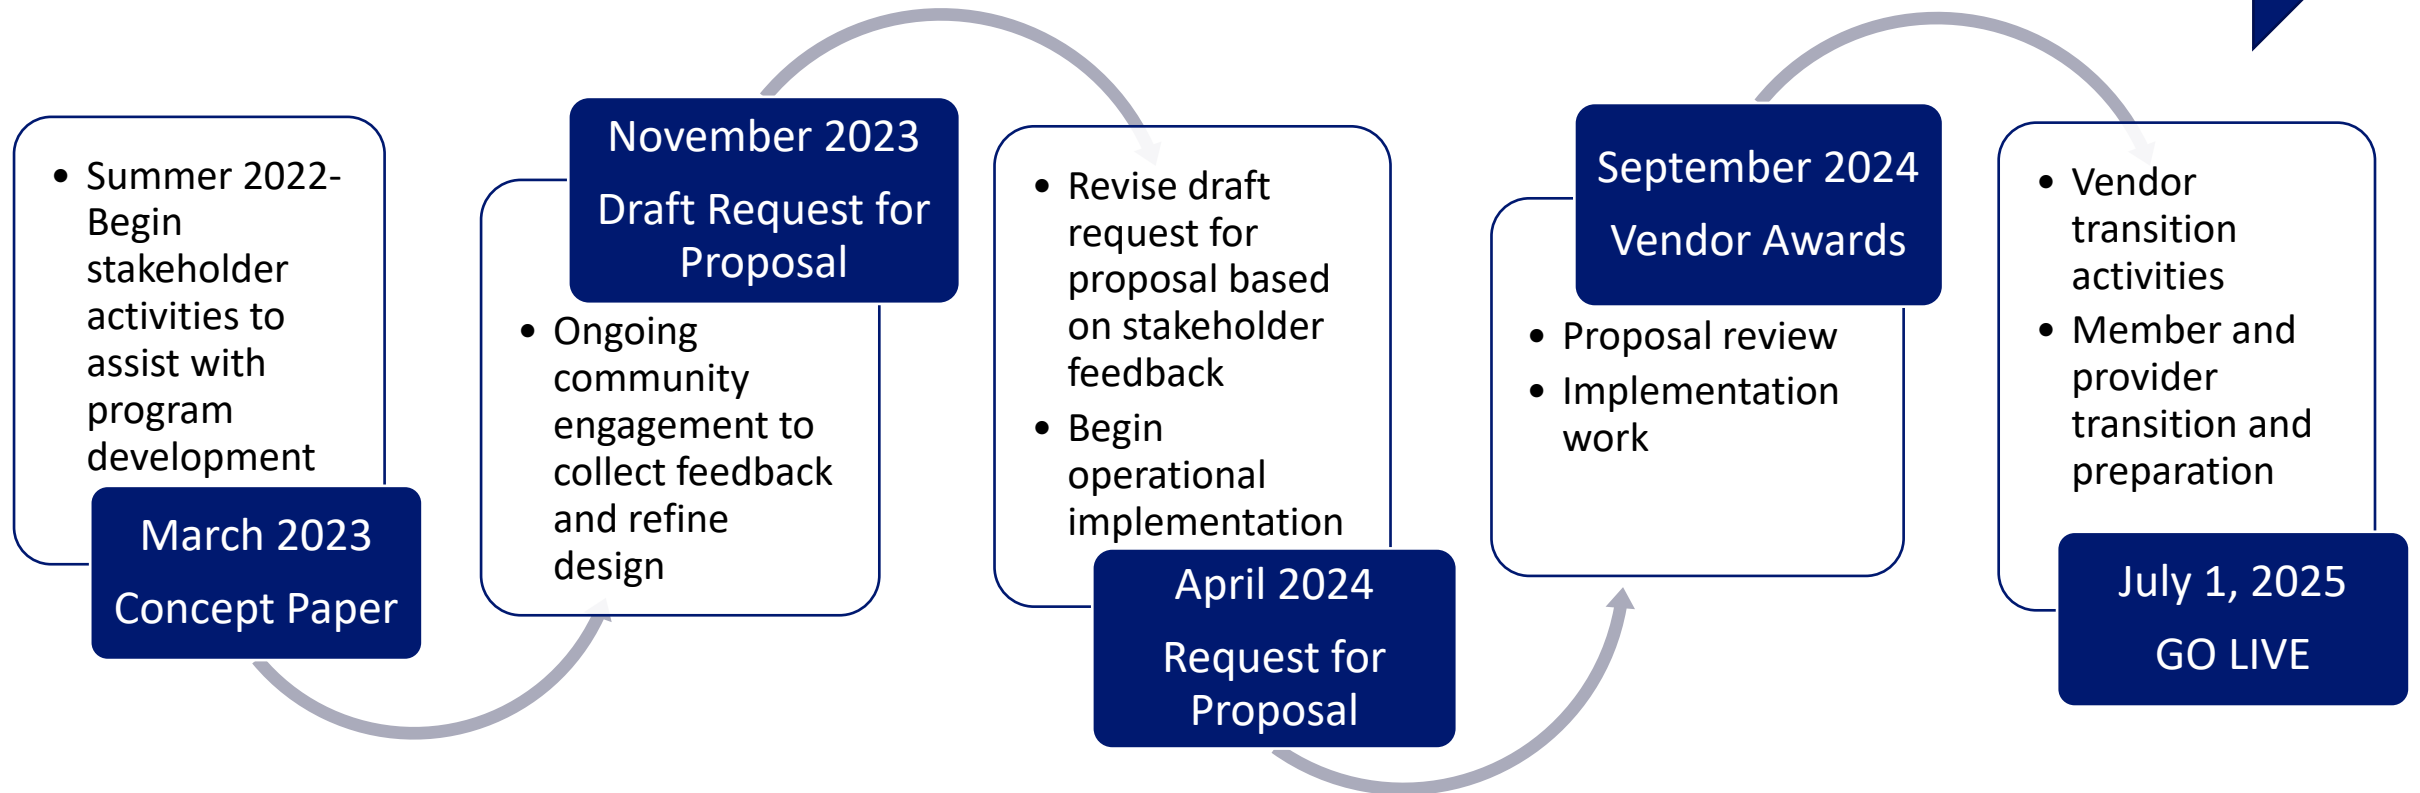 • Summer 2022-
Begin
stakeholder
activities to
assist with
program
development
March 2023
Concept Paper
November 2023
Draft Request for
Proposal
• Ongoing
community
engagement to
collect feedback
and refine
design
• Revise draft
request for
proposal based
on stakeholder
feedback
• Begin
operational
implementation
April 2024
Request for
Proposal
September 2024
Vendor Awards
• Proposal review
• Implementation
work
• Vendor
transition
activities
• Member and
provider
transition and
preparation
July 1, 2025
GO LIVE